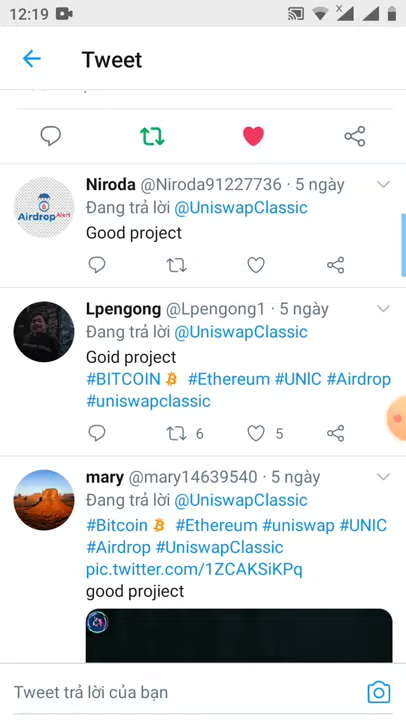 12:19
Tweet
Niroda @Niroda91227736 · 5 ngày
Đang trả lời @UniswapClassic
Airdrop Alert
Good project
Lpengong @Lpengong1 · 5 ngày
Đang trả lời @UniswapClassic
Goid project
#BITCOIN #Ethereum #UNIC #Airdrop
#uniswapclassic
6 5
mary @mary14639540 · 5 ngày
Đang trả lời @UniswapClassic
#Bitcoin #Ethereum #uniswap #UNIC
#Airdrop #UniswapClassic
pic.twitter.com/1ZCAKSiKPq
good projiect
Tweet trả lời của bạn